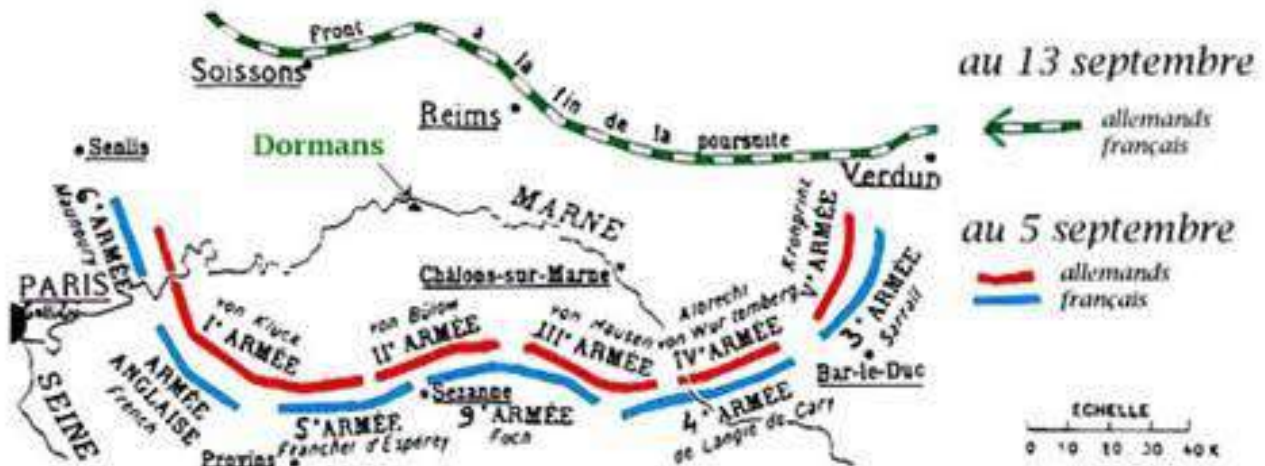 Front à la fin de la poursuite
Soissons
Reims
Verdun
Senlis
Dormans
MARNE
Châlons-sur-Marne
PARIS
SEINE
6e ARMÉE
Maunoury
von Kluck
Ie ARMÉE
von Bülow
IIe ARMÉE
von Hausen
IIIe ARMÉE
Albrecht
von Wurtemberg
IVe ARMÉE
Kronprinz
Ve ARMÉE
3e ARMÉE
Sarrail
Bar-le-Duc
ARMÉE
ANGLAISE
French
5e ARMÉE
Franchet d'Espérey
Provins
Sezanne
9e ARMÉE
Foch
4e ARMÉE
de Langle de Cary
au 13 septembre
allemands
français
au 5 septembre
allemands
français
ECHELLE
0 10 20 30 40 K